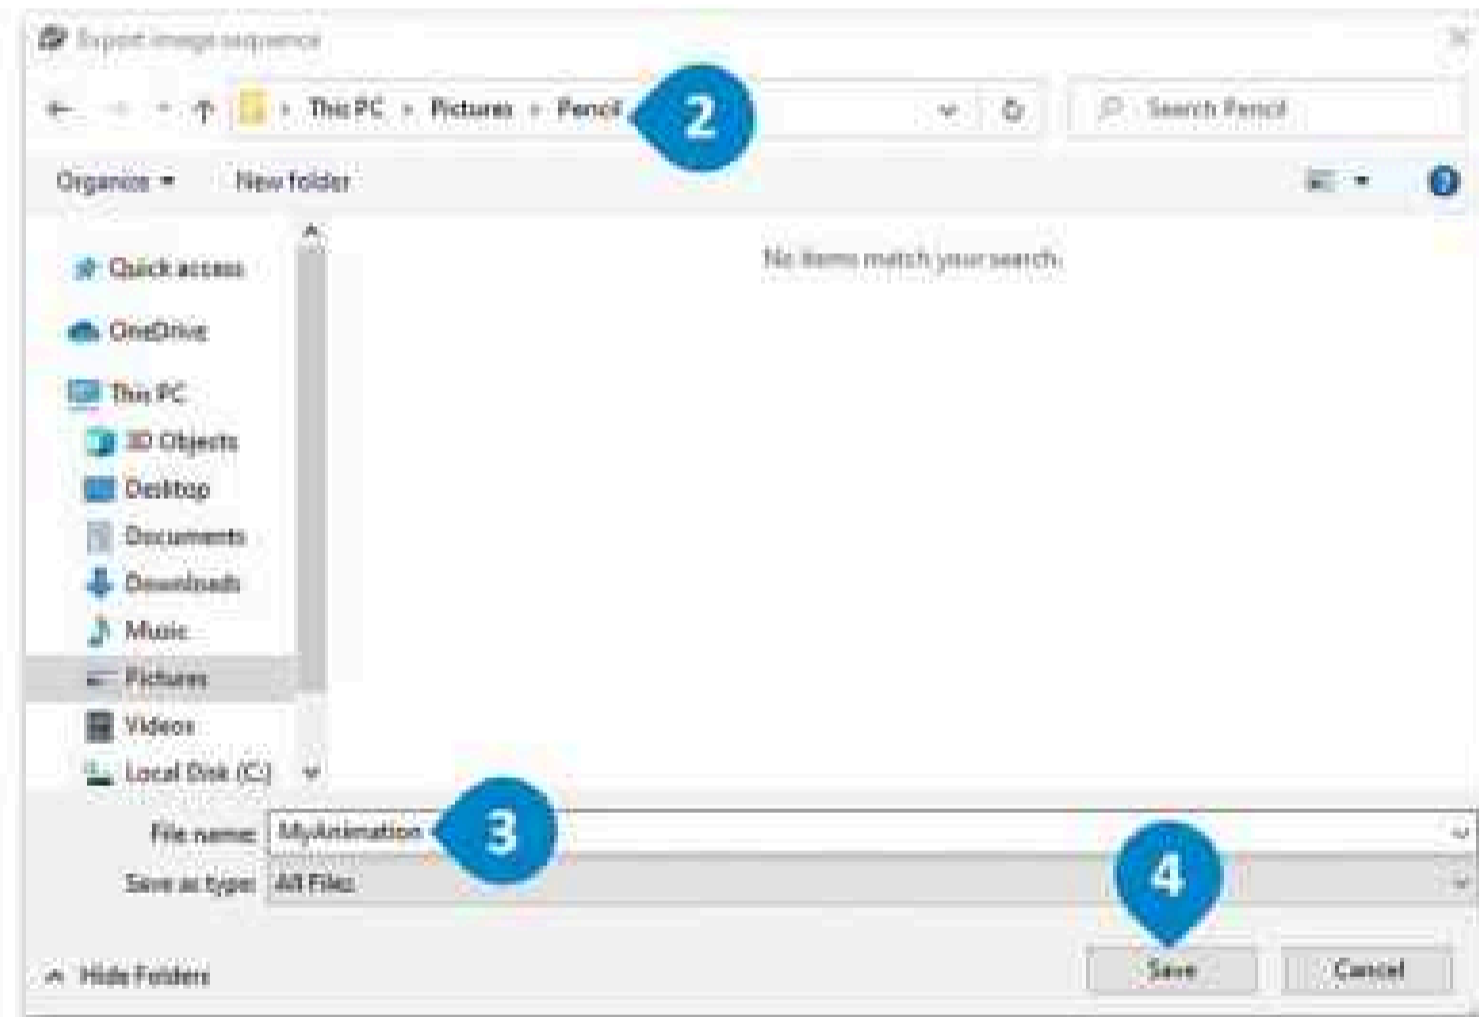 Export image sequence
This PC > Pictures > Pencil
2
Search Pencil
Organize
New folder
?
No items match your search.
Quick access
OneDrive
This PC
3D Objects
Desktop
Documents
Downloads
Music
Pictures
Videos
Local Disk (C:)
File name: MyAnimation
3
Save as type: All Files
4
Hide Folders
Save
Cancel